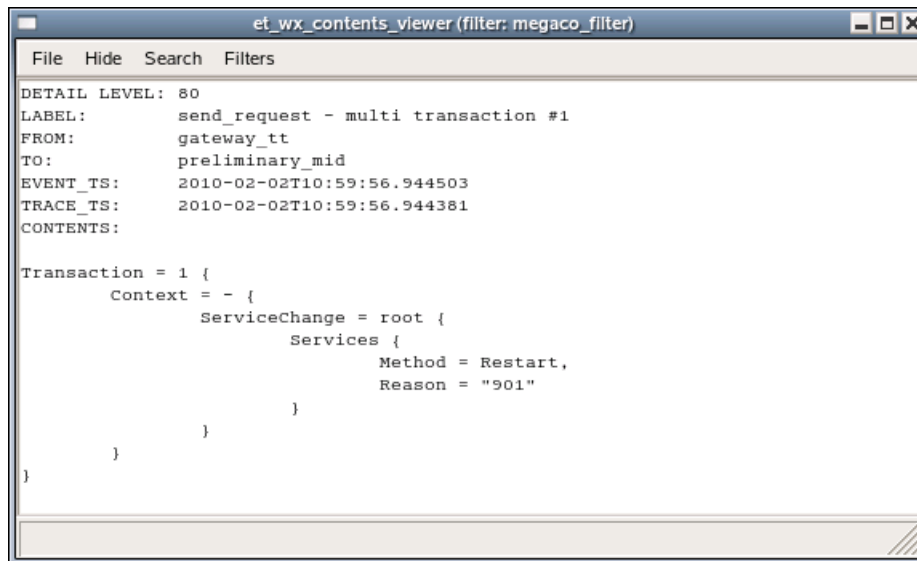 et_wx_contents_viewer (filter: megaco_filter)
File Hide Search Filters
DETAIL LEVEL: 80
LABEL: send_request - multi transaction #1
FROM: gateway_tt
TO: preliminary_mid
EVENT_TS: 2010-02-02T10:59:56.944503
TRACE_TS: 2010-02-02T10:59:56.944381
CONTENTS:
Transaction = 1 {
Context = - {
ServiceChange = root {
Services {
Method = Restart,
Reason = "901"
}
}
}
}